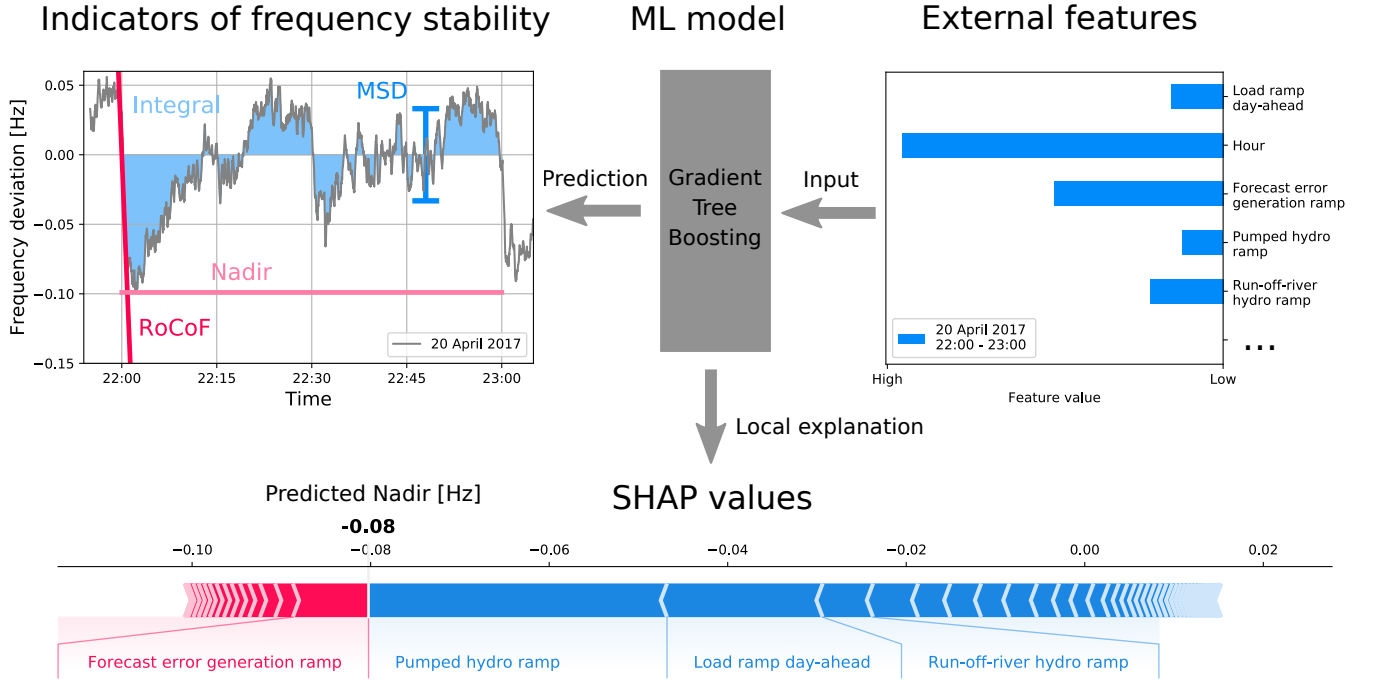 Indicators of frequency stability
ML model
External features
Frequency deviation [Hz]
0.05
0.00
−0.05
−0.10
−0.15
Integral
MSD
Nadir
RoCoF
20 April 2017
22:00
22:15
22:30
22:45
23:00
Time
Prediction
Gradient
Tree
Boosting
Input
Load ramp
day-ahead
Hour
Forecast error
generation ramp
Pumped hydro
ramp
Run-off-river
hydro ramp
...
20 April 2017
22:00 - 23:00
High
Low
Feature value
Local explanation
Predicted Nadir [Hz]
SHAP values
-0.08
−0.10
−0.08
−0.06
−0.04
−0.02
0.00
0.02
Forecast error generation ramp
Pumped hydro ramp
Load ramp day-ahead
Run-off-river hydro ramp